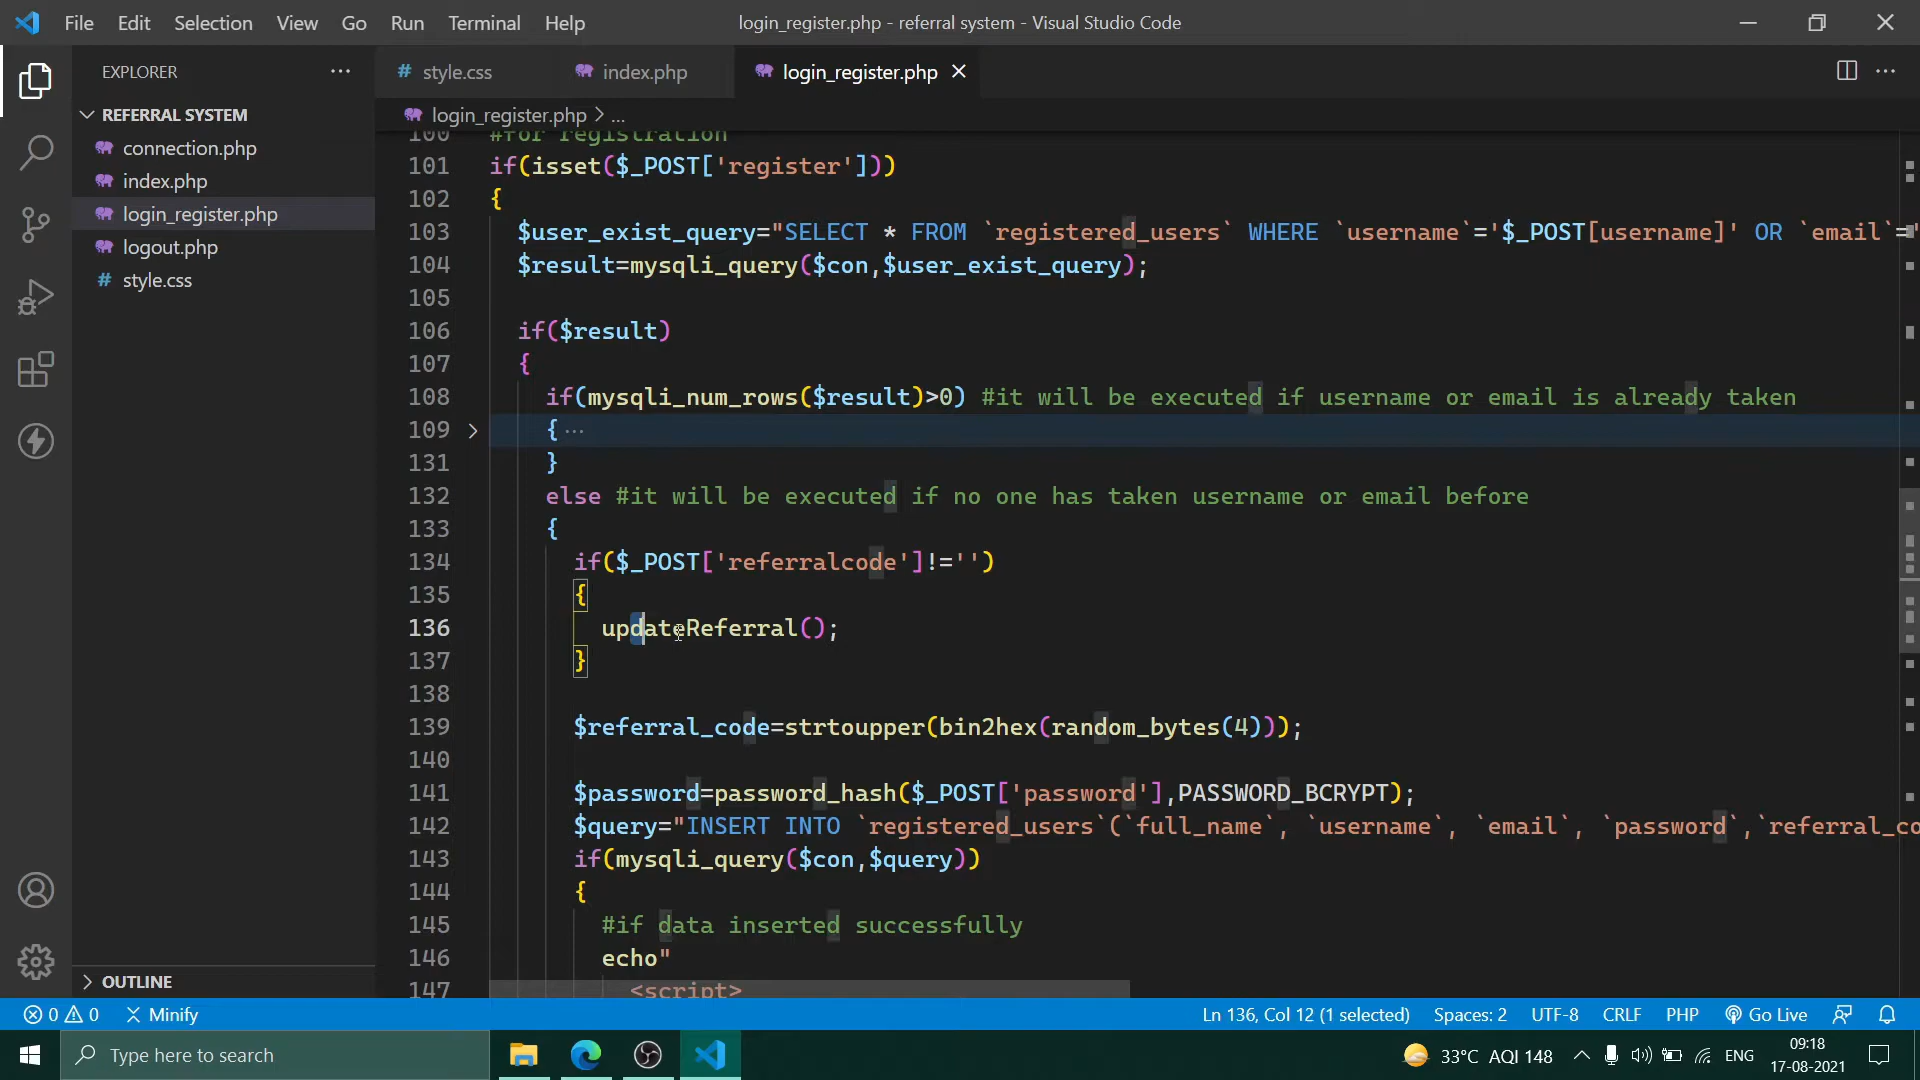 File Edit Selection View Go Run Terminal Help login_register.php - referral system - Visual Studio Code
EXPLORER
# style.css index.php login_register.php
REFERRAL SYSTEM
connection.php
index.php
login_register.php
logout.php
# style.css
OUTLINE
login_register.php > ...
100 #for registration
101 if(isset($_POST['register']))
102 {
103 $user_exist_query="SELECT * FROM `registered_users` WHERE `username`='$_POST[username]' OR `email`='
104 $result=mysqli_query($con,$user_exist_query);
105
106 if($result)
107 {
108 if(mysqli_num_rows($result)>0) #it will be executed if username or email is already taken
109 { ...
131 }
132 else #it will be executed if no one has taken username or email before
133 {
134 if($_POST['referralcode']!='')
135 {
136 updateReferral();
137 }
138
139 $referral_code=strtoupper(bin2hex(random_bytes(4)));
140
141 $password=password_hash($_POST['password'],PASSWORD_BCRYPT);
142 $query="INSERT INTO `registered_users`(`full_name`, `username`, `email`, `password`,`referral_co
143 if(mysqli_query($con,$query))
144 {
145 #if data inserted successfully
146 echo"
147 <script>
0 0 Minify Ln 136, Col 12 (1 selected) Spaces: 2 UTF-8 CRLF PHP Go Live
Type here to search 33°C AQI 148 ENG 09:18
17-08-2021